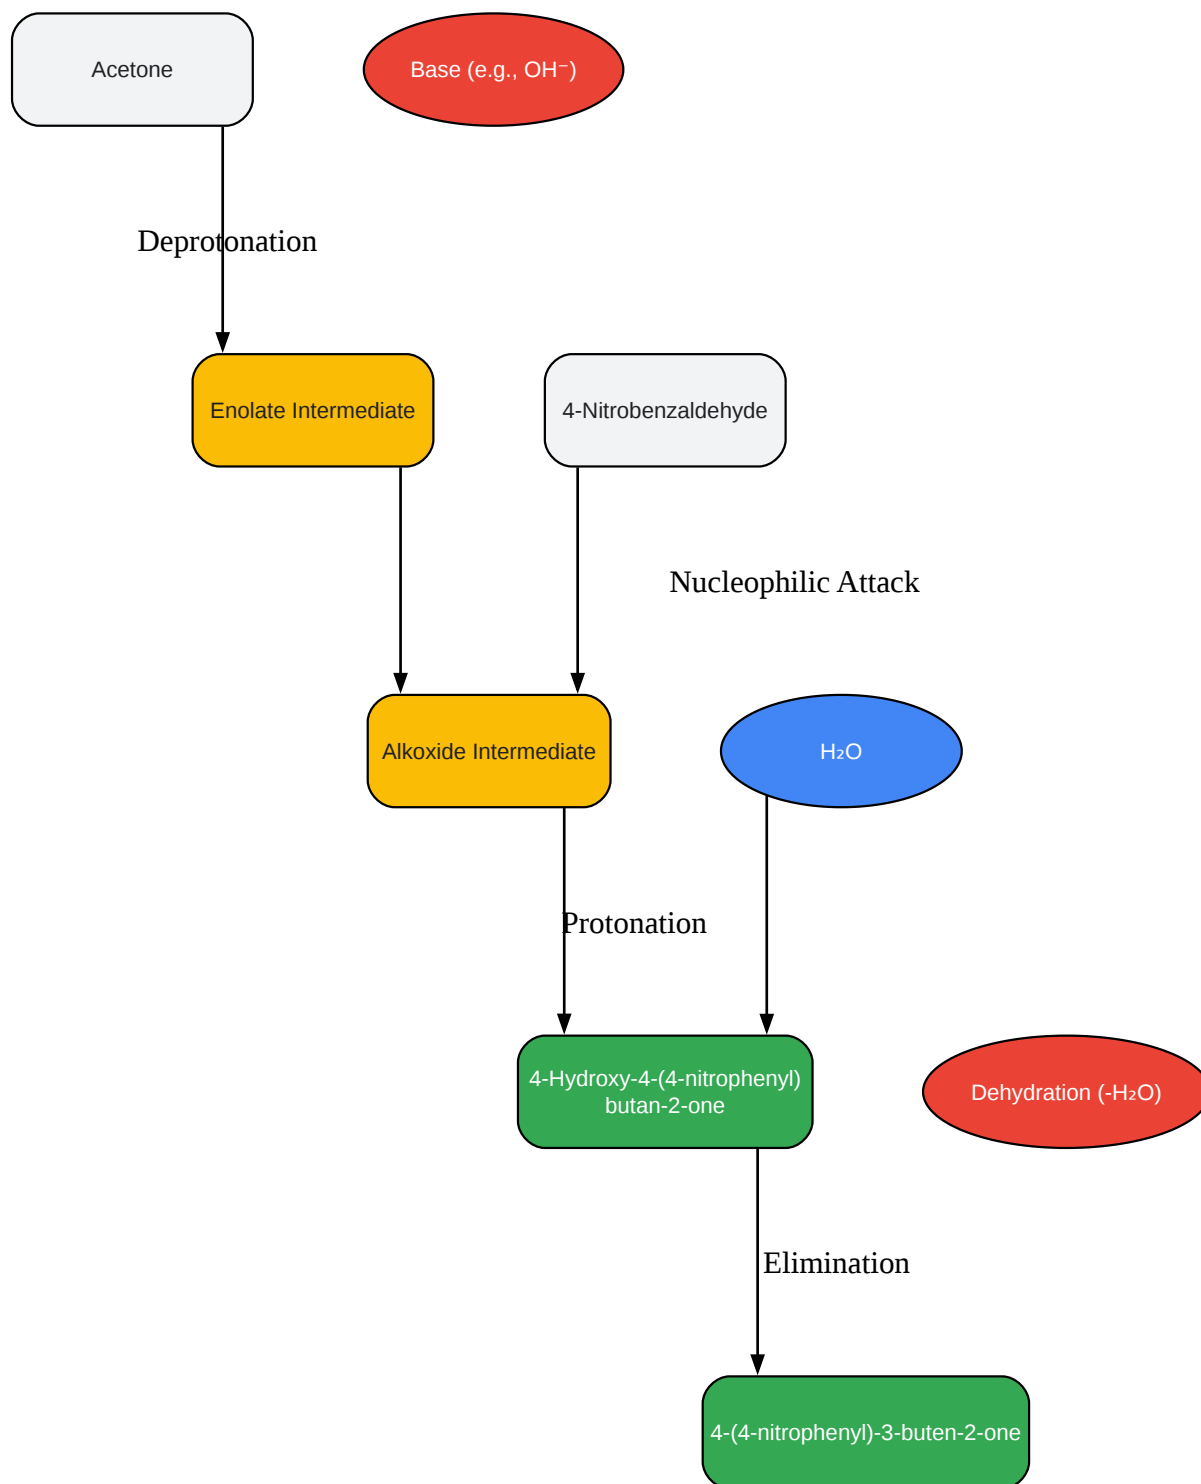 Acetone
Base (e.g., OH⁻)
Deprotonation
Enolate Intermediate
4-Nitrobenzaldehyde
Nucleophilic Attack
Alkoxide Intermediate
H₂O
Protonation
4-Hydroxy-4-(4-nitrophenyl)
butan-2-one
Dehydration (-H₂O)
Elimination
4-(4-nitrophenyl)-3-buten-2-one